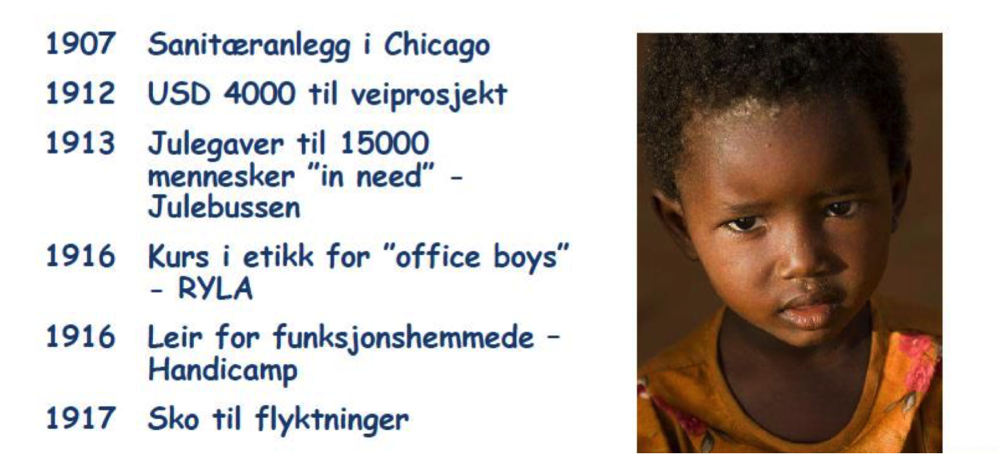 1907 Sanitæranlegg i Chicago
1912 USD 4000 til veiprosjekt
1913 Julegaver til 15000
mennesker "in need" -
Julebussen
1916 Kurs i etikk for "office boys"
- RYLA
1916 Leir for funksjonshemmede –
Handicamp
1917 Sko til flyktninger